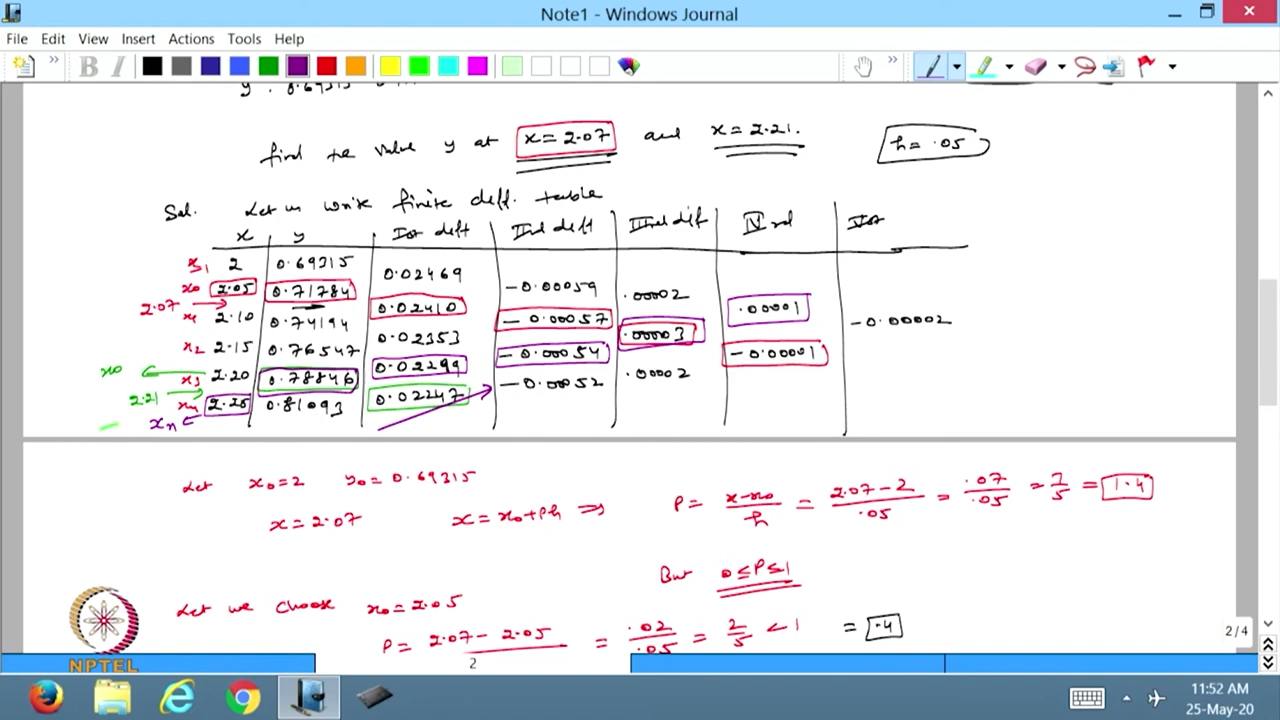 Note1 - Windows Journal
File Edit View Insert Actions Tools Help
y : 0.69315
find the value y at x = 2.07 and x = 2.21. h = .05
Sol. Let us write finite diff. table
x y Ist diff IInd diff IIIrd dif IV rd Ist
x-1 2 0.69315
0.02469
x0 2.05 0.71784 -0.00059
2.07 → 0.02410 .00002
x1 2.10 0.74194 -0.00057 .00001
0.02353 .00003 -0.00002
x2 2.15 0.76547 -0.00054 -0.00001
x0 0.02299 .00002
x3 2.20 0.78846 -0.00052
2.21 → 0.02247
x4 2.25 0.81093
xn
Let x0 = 2 y0 = 0.69315
x = 2.07 x = x0 + Ph ⇒ P = (x - x0)/h = (2.07 - 2)/.05 = .07/.05 = 7/5 = 1.4
But 0 ≤ P ≤ 1
Let we choose x0 = 2.05
P = 2.07 - 2.05 = .02/.05 = 2/5 < 1 = .4
NPTEL
2
2/4
11:52 AM
25-May-20